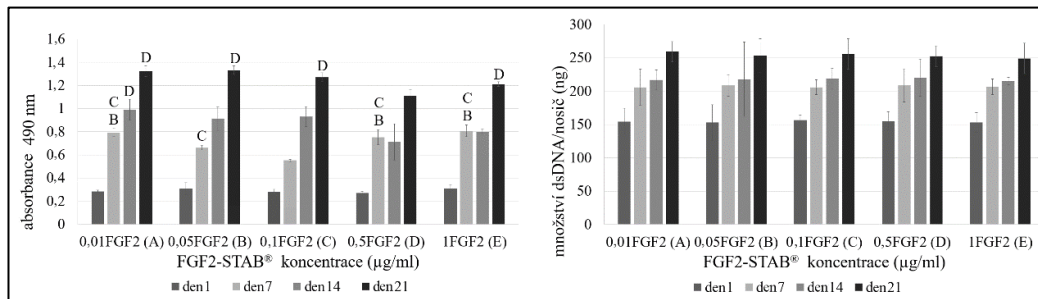 absorbance 490 nm
1,6
1,4
1,2
1
0,8
0,6
0,4
0,2
0
C
B
D
D
C
D
D
C
B
D
C
B
D
0,01FGF2 (A) 0,05FGF2 (B) 0,1FGF2 (C) 0,5FGF2 (D) 1FGF2 (E)
FGF2-STAB® koncentrace (µg/ml)
den1 den7 den14 den21
množství dsDNA/nosič (ng)
300
250
200
150
100
50
0
0,01FGF2 (A) 0,05FGF2 (B) 0,1FGF2 (C) 0,5FGF2 (D) 1FGF2 (E)
FGF2-STAB® koncentrace (µg/ml)
den1 den7 den14 den21